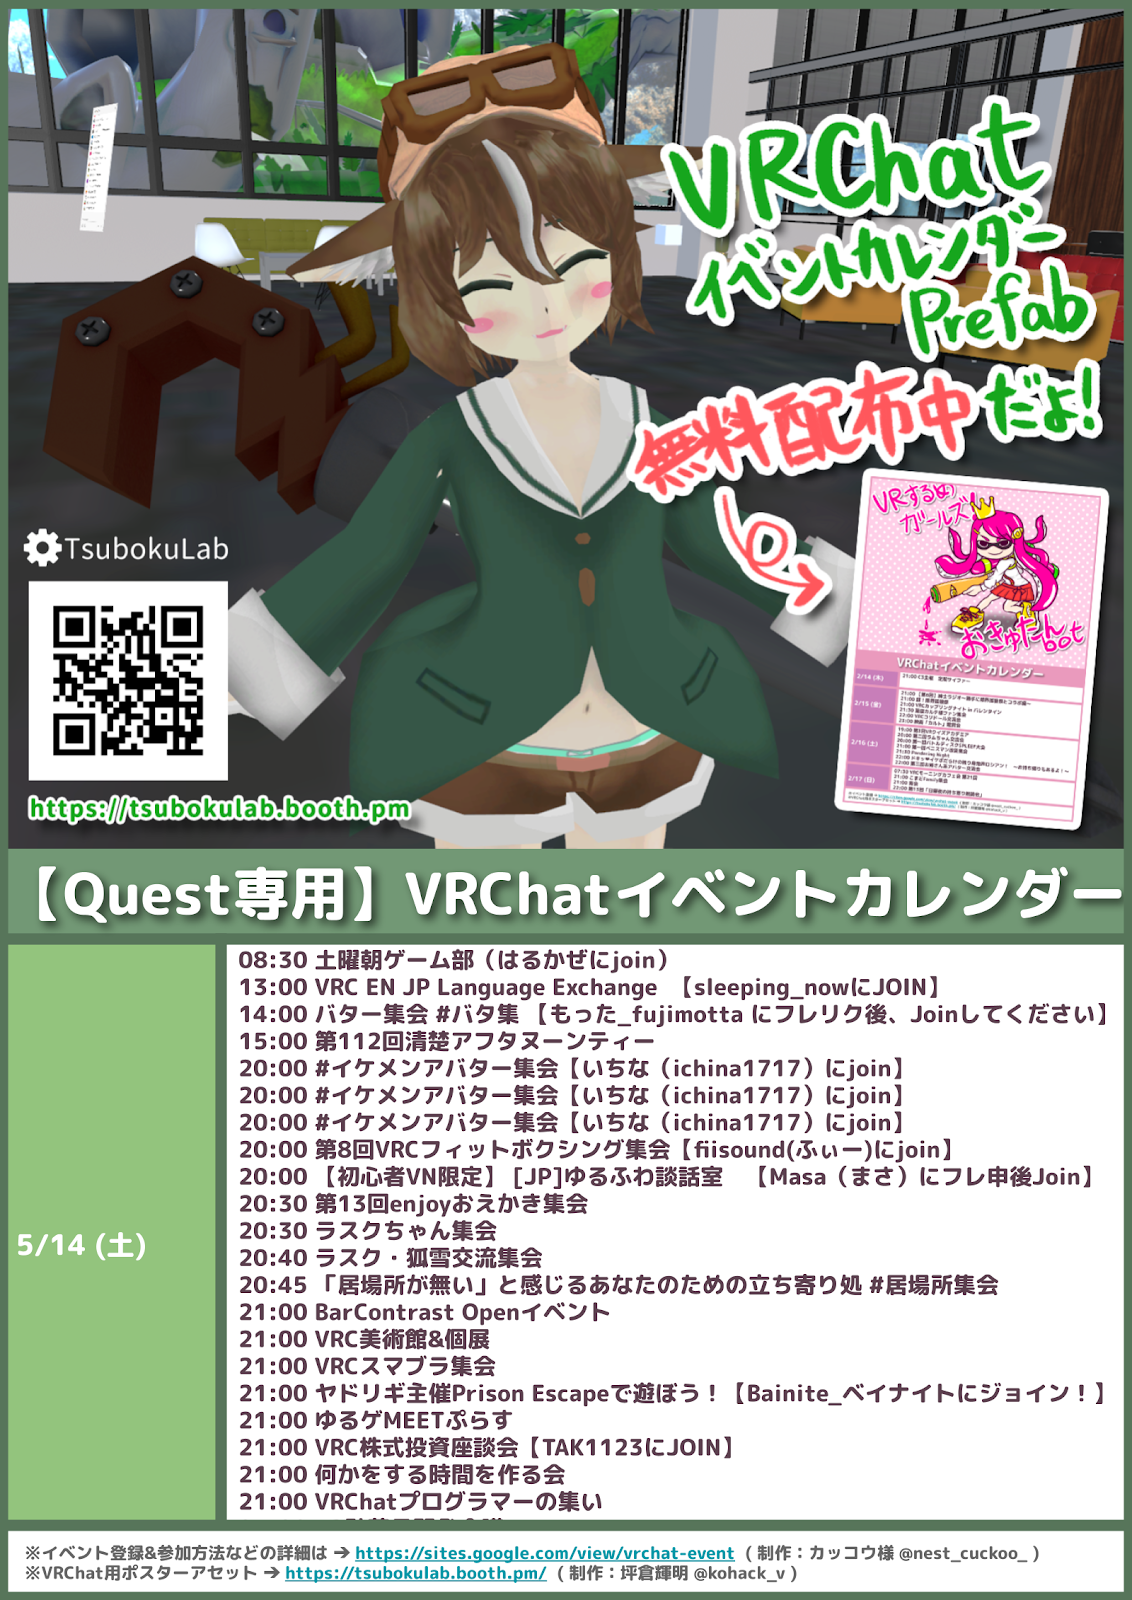 VRChat
イベントカレンダー
Prefab
無料配布中だよ!
VRするめ
ガールズ
おきゅたん
bot
VRChatイベントカレンダー
2/14 (木)
2/15 (金)
2/16 (土)
2/17 (日)
TsubokuLab
https://tsubokulab.booth.pm
【Quest専用】VRChatイベントカレンダー
5/14 (土)
08:30 土曜朝ゲーム部（はるかぜにjoin）
13:00 VRC EN JP Language Exchange 【sleeping_nowにJOIN】
14:00 バター集会 #バタ集 【もった_fujimotta にフレリク後、Joinしてください】
15:00 第112回清楚アフタヌーンティー
20:00 #イケメンアバター集会【いちな（ichina1717）にjoin】
20:00 #イケメンアバター集会【いちな（ichina1717）にjoin】
20:00 #イケメンアバター集会【いちな（ichina1717）にjoin】
20:00 第8回VRCフィットボクシング集会【fiisound(ふぃー)にjoin】
20:00 【初心者VN限定】 [JP]ゆるふわ談話室 【Masa（まさ）にフレ申後Join】
20:30 第13回enjoyおえかき集会
20:30 ラスクちゃん集会
20:40 ラスク・狐雪交流集会
20:45 「居場所が無い」と感じるあなたのための立ち寄り処 #居場所集会
21:00 BarContrast Openイベント
21:00 VRC美術館&個展
21:00 VRCスマブラ集会
21:00 ヤドリギ主催Prison Escapeで遊ぼう！【Bainite_ベイナイトにジョイン！】
21:00 ゆるゲMEETぷらす
21:00 VRC株式投資座談会【TAK1123にJOIN】
21:00 何かをする時間を作る会
21:00 VRChatプログラマーの集い
※イベント登録&参加方法などの詳細は ➔ https://sites.google.com/view/vrchat-event ( 制作：カッコウ様 @nest_cuckoo_ )
※VRChat用ポスターアセット ➔ https://tsubokulab.booth.pm/ ( 制作：坪倉輝明 @kohack_v )